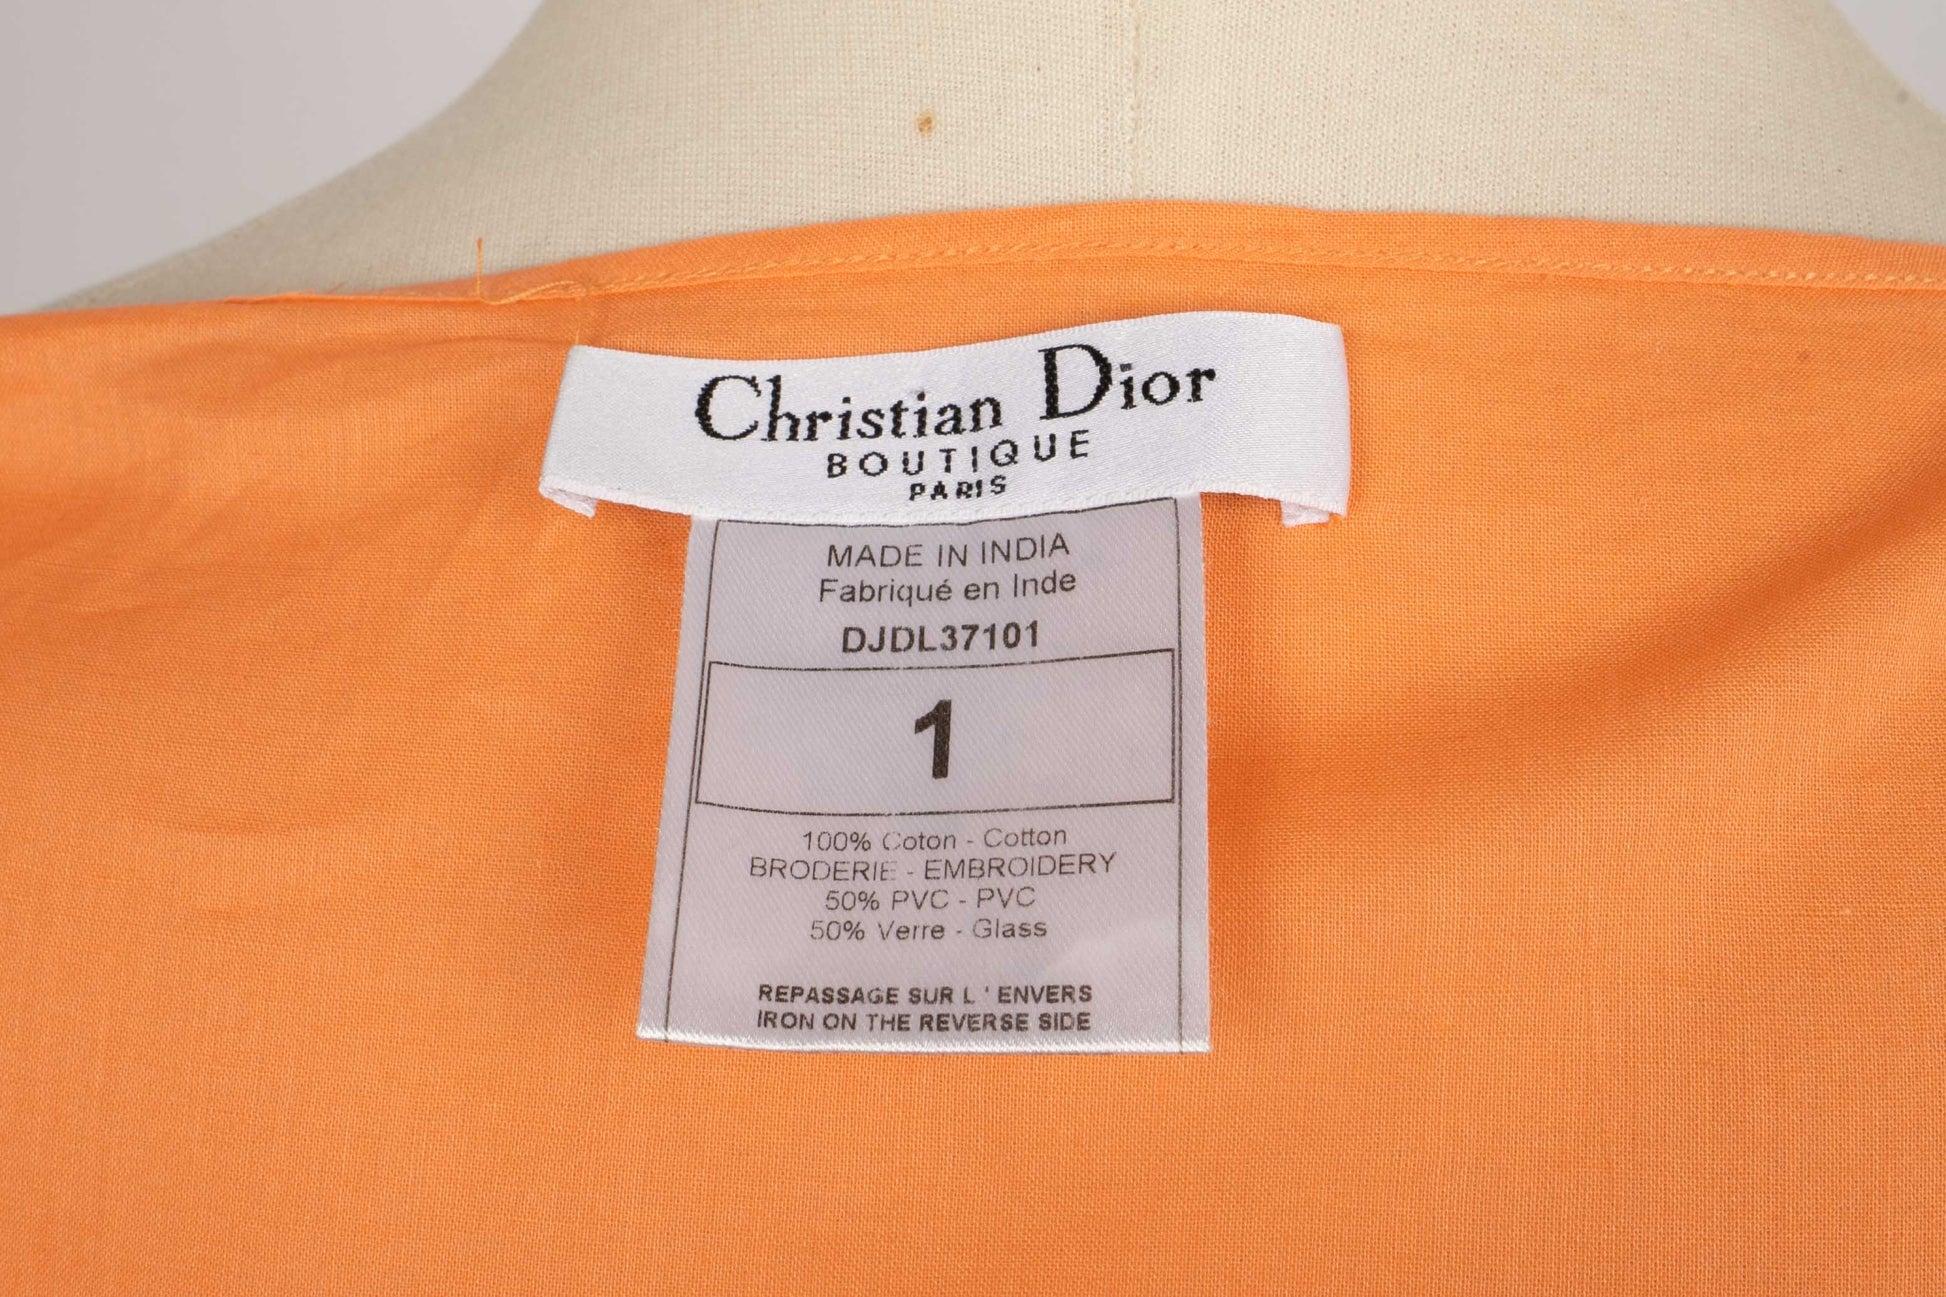 Christian Dior
BOUTIQUE
PARIS
MADE IN INDIA
Fabriqué en Inde
DJDL37101
1
100% Coton - Cotton
BRODERIE - EMBROIDERY
50% PVC - PVC
50% Verre - Glass
REPASSAGE SUR L ' ENVERS
IRON ON THE REVERSE SIDE